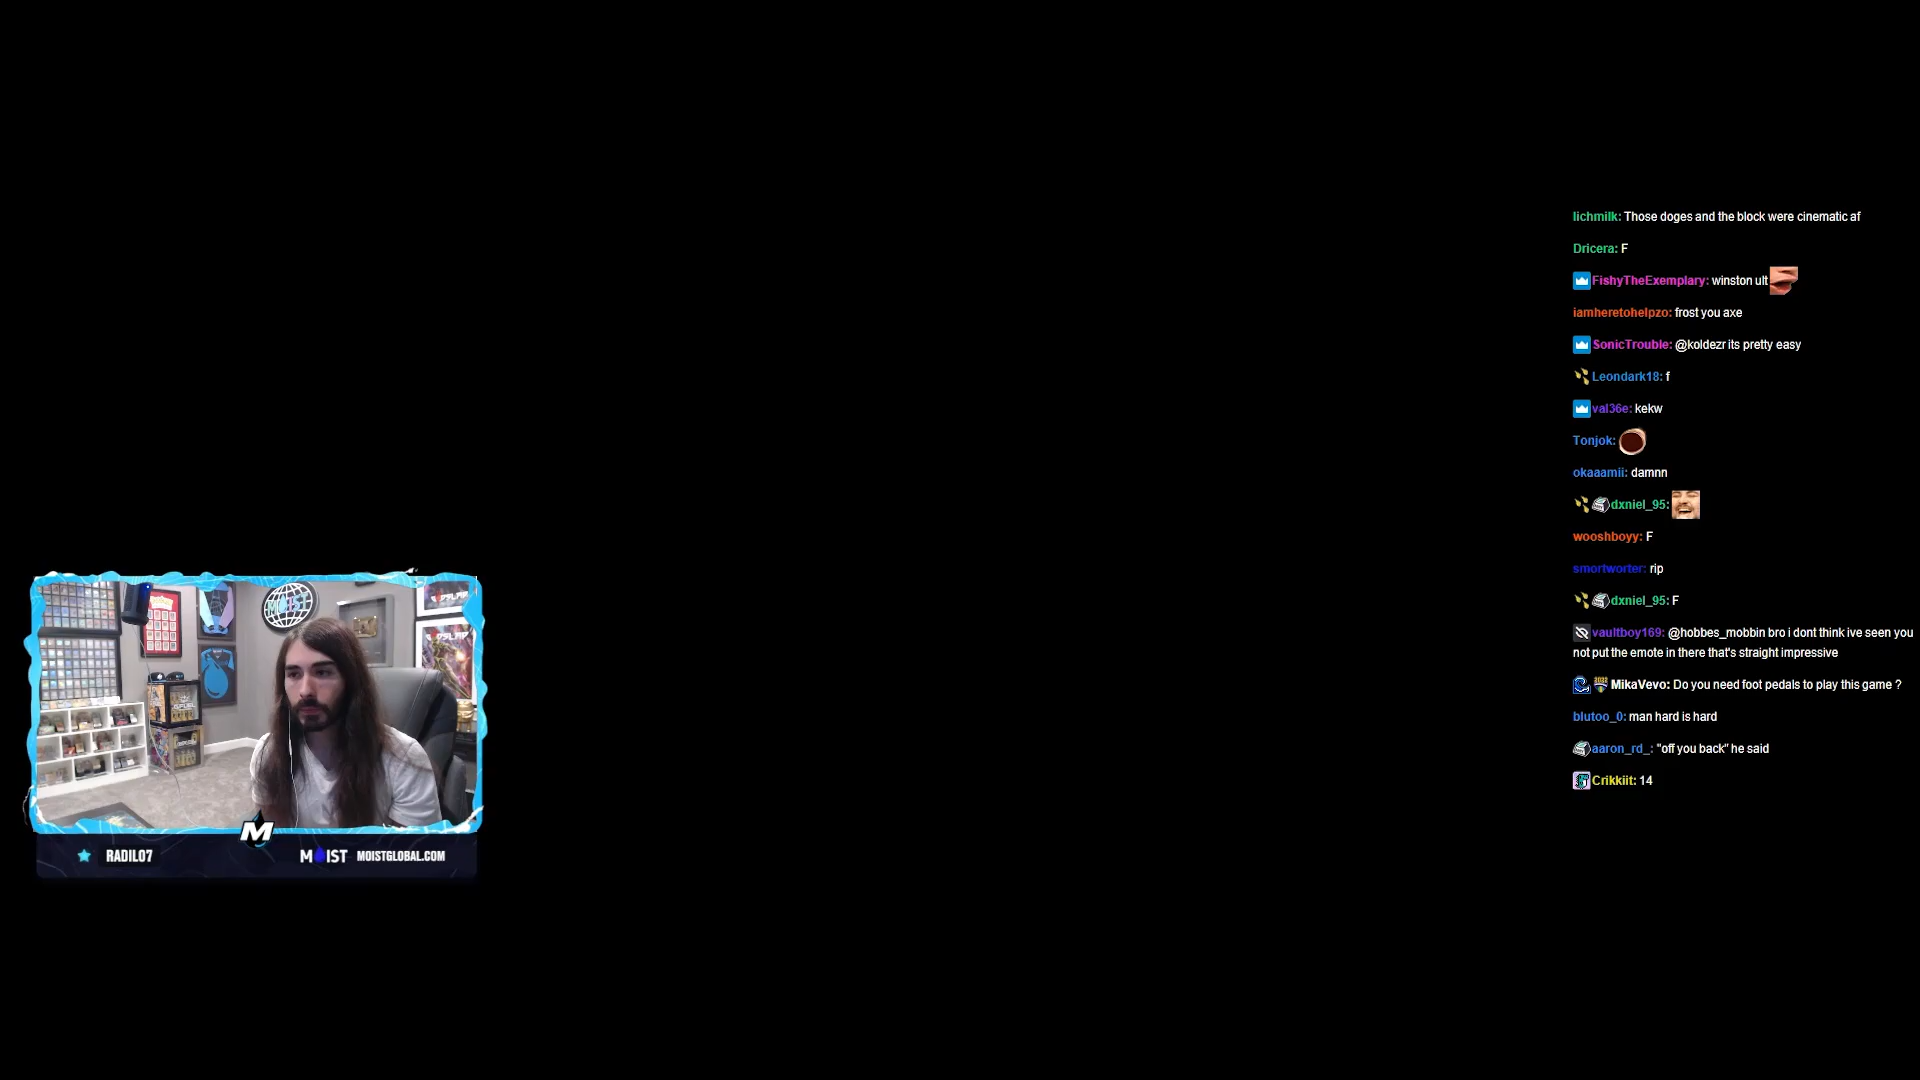 lichmilk: Those doges and the block were cinematic af
Dricera: F
FishyTheExemplary: winston ult
iamheretohelpzo: frost you axe
SonicTrouble: @koldezr its pretty easy
Leondark18: f
val36e: kekw
Tonjok:
okaaamii: damnn
dxniel_95:
wooshboyy: F
smortworter: rip
dxniel_95: F
vaultboy169: @hobbes_mobbin bro i dont think ive seen you
not put the emote in there that's straight impressive
MikaVevo: Do you need foot pedals to play this game ?
blutoo_0: man hard is hard
aaron_rd_: "off you back" he said
Crikkiit: 14
MOIST
M
RADILO7
MOIST MOISTGLOBAL.COM